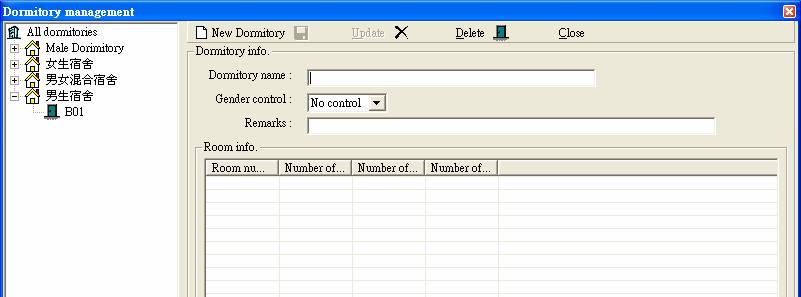 Dormitory management
All dormitories
Male Dorimitory
女生宿舍
男女混合宿舍
男生宿舍
B01
New Dormitory Update Delete Close
Dormitory info.
Dormitory name :
Gender control : No control
Remarks :
Room info.
Room nu... Number of... Number of... Number of...